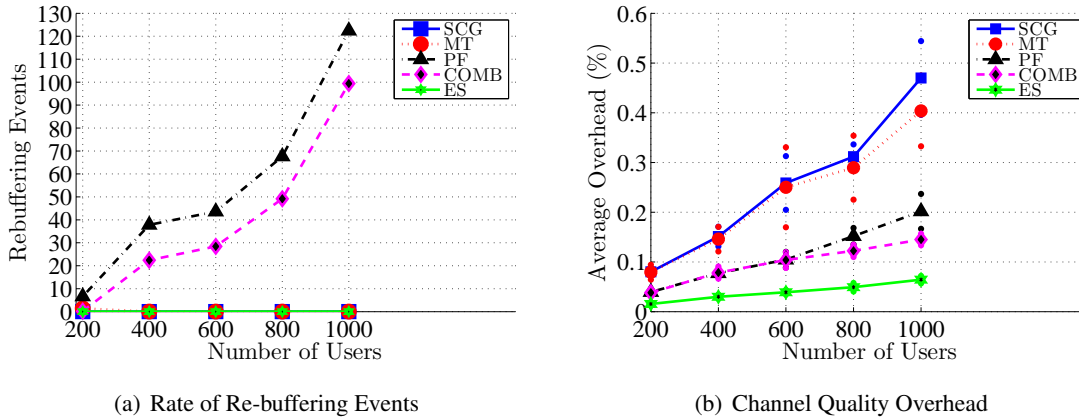 130
120
110
100
90
80
70
60
50
40
30
20
10
0
Rebuffering Events
SCG
MT
PF
COMB
ES
200 400 600 800 1000
Number of Users
(a) Rate of Re-buffering Events
0.6
0.5
0.4
0.3
0.2
0.1
0
Average Overhead (%)
SCG
MT
PF
COMB
ES
200 400 600 800 1000
Number of Users
(b) Channel Quality Overhead